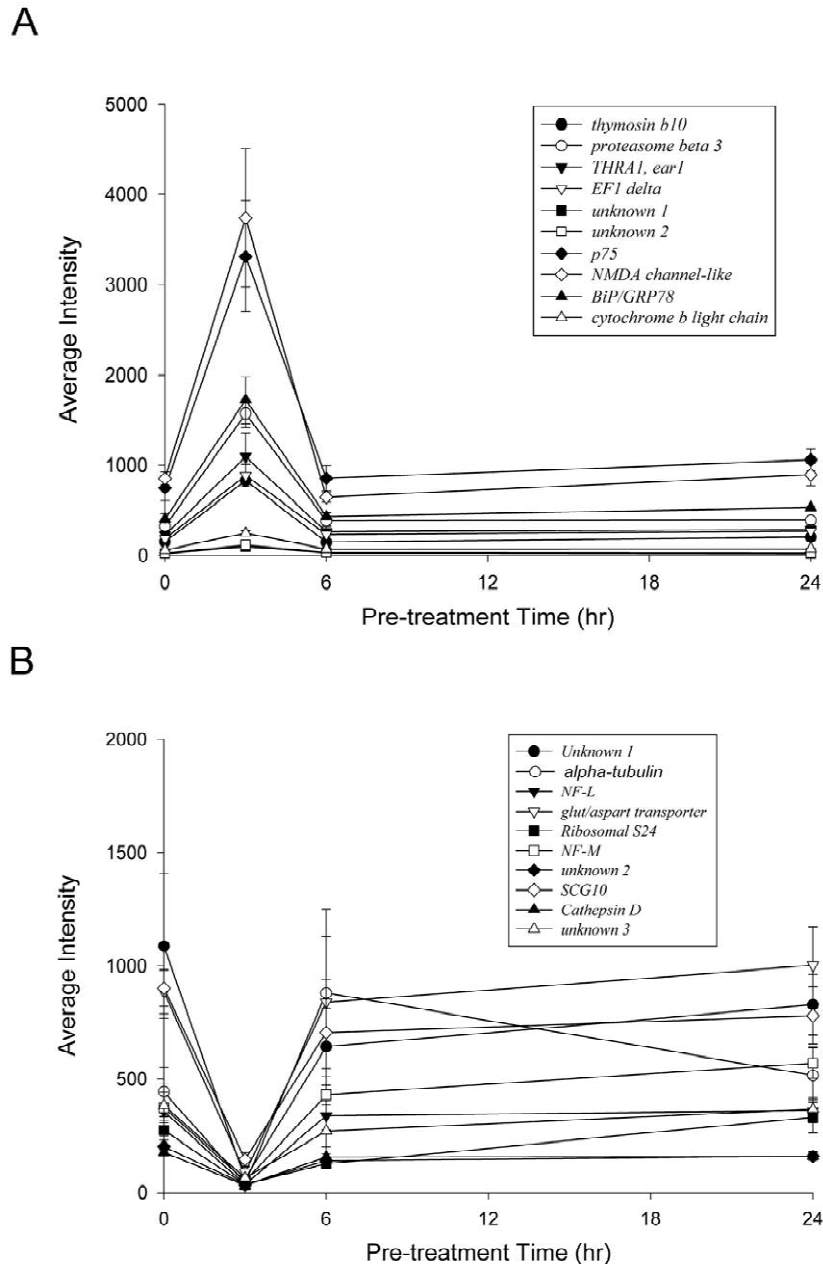 A
5000
4000
3000
2000
1000
0
Average Intensity
0 6 12 18 24
Pre-treatment Time (hr)
thymosin b10
proteasome beta 3
THRA1, ear1
EF1 delta
unknown 1
unknown 2
p75
NMDA channel-like
BiP/GRP78
cytochrome b light chain
B
2000
1500
1000
500
0
Average Intensity
0 6 12 18 24
Pre-treatment Time (hr)
Unknown 1
alpha-tubulin
NF-L
glut/aspart transporter
Ribosomal S24
NF-M
unknown 2
SCG10
Cathepsin D
unknown 3